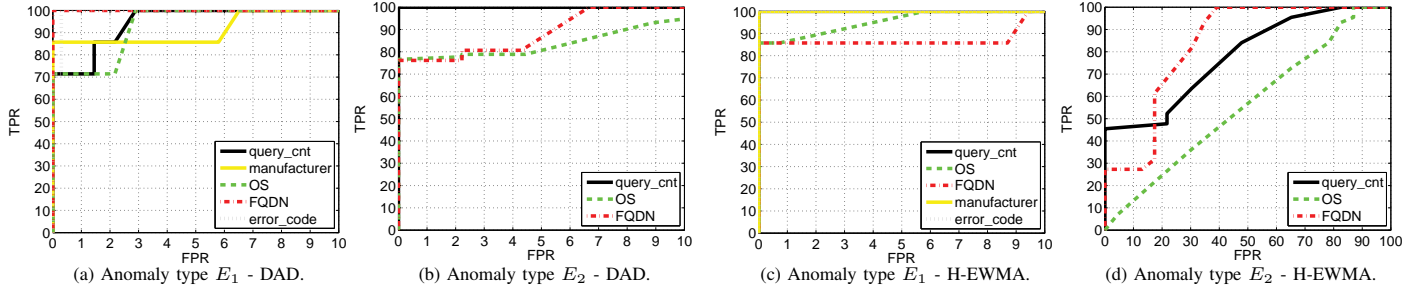 100
90
80
70
60
50
40
30
20
10
0
TPR
0 1 2 3 4 5 6 7 8 9 10
FPR
query_cnt
manufacturer
OS
FQDN
error_code
(a) Anomaly type E1 - DAD.
100
90
80
70
60
50
40
30
20
10
0
TPR
0 1 2 3 4 5 6 7 8 9 10
FPR
query_cnt
OS
FQDN
(b) Anomaly type E2 - DAD.
100
90
80
70
60
50
40
30
20
10
0
TPR
0 1 2 3 4 5 6 7 8 9 10
FPR
query_cnt
OS
FQDN
manufacturer
error_code
(c) Anomaly type E1 - H-EWMA.
100
90
80
70
60
50
40
30
20
10
0
TPR
0 10 20 30 40 50 60 70 80 90 100
FPR
query_cnt
OS
FQDN
(d) Anomaly type E2 - H-EWMA.